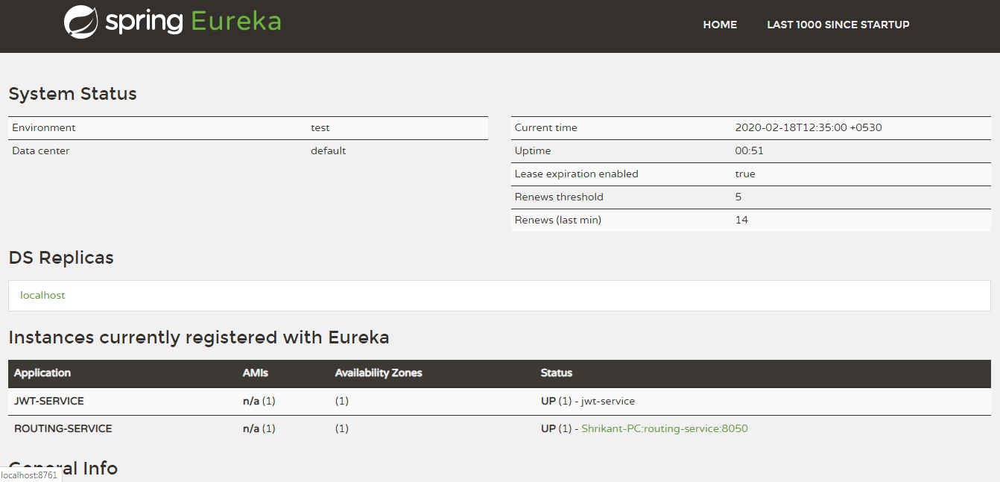 spring Eureka
HOME LAST 1000 SINCE STARTUP
System Status
Environment test
Data center default
Current time 2020-02-18T12:35:00 +0530
Uptime 00:51
Lease expiration enabled true
Renews threshold 5
Renews (last min) 14
DS Replicas
localhost
Instances currently registered with Eureka
Application AMIs Availability Zones Status
JWT-SERVICE n/a (1) (1) UP (1) - jwt-service
ROUTING-SERVICE n/a (1) (1) UP (1) - Shrikant-PC:routing-service:8050
General Info
localhost:8761